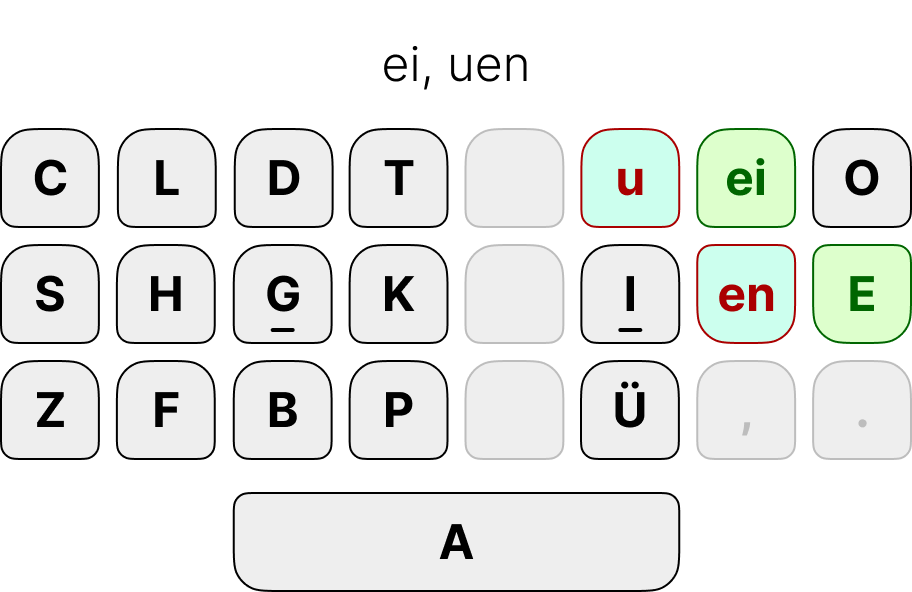 ei, uen
C L D T u ei O
S H G K I en E
Z F B P Ü , .
A